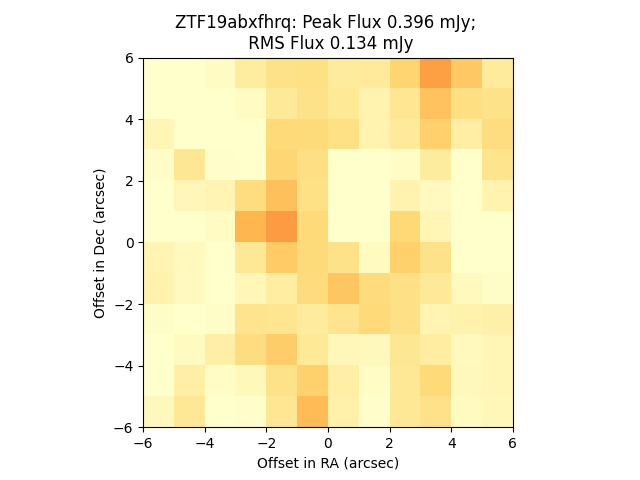 ZTF19abxfhrq: Peak Flux 0.396 mJy;
RMS Flux 0.134 mJy
6
4
2
0
−2
−4
−6
Offset in Dec (arcsec)
−6 −4 −2 0 2 4 6
Offset in RA (arcsec)